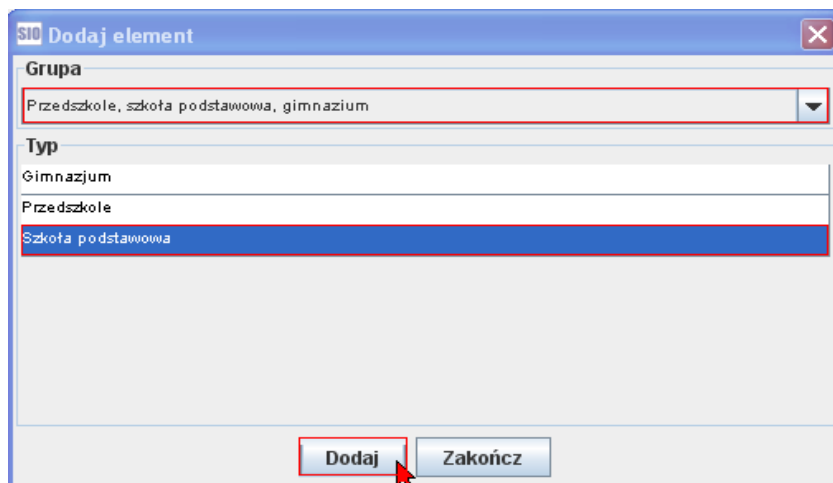 SIO Dodaj element
Grupa
Przedszkole, szkoła podstawowa, gimnazium
Typ
Gimnazjum
Przedszkole
Szkoła podstawowa
Dodaj Zakończ